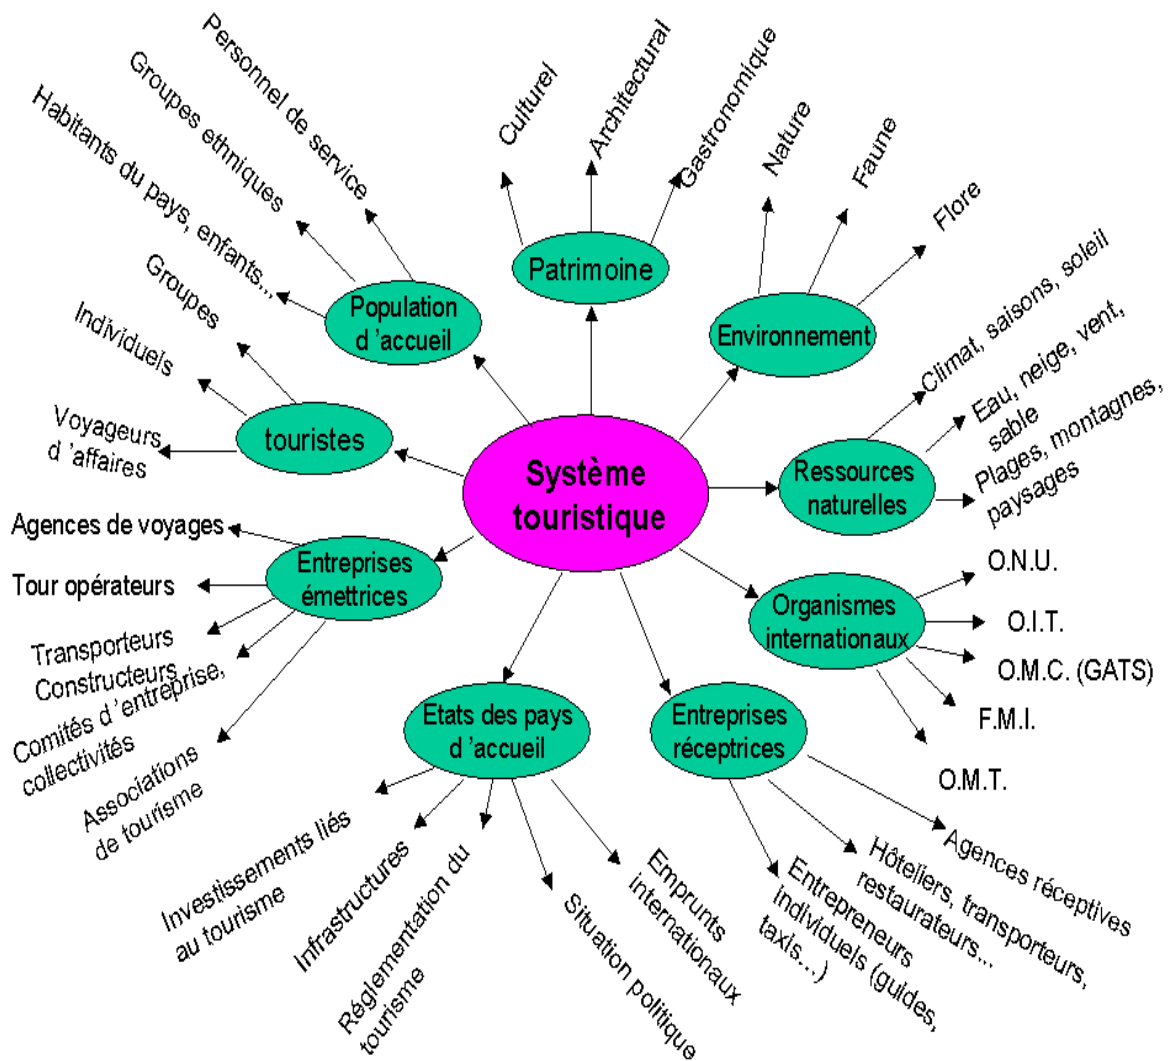 Système
touristique
Patrimoine
Culturel
Architectural
Gastronomique
Environnement
Nature
Faune
Flore
Ressources
naturelles
Climat, saisons, soleil
Eau, neige, vent,
sable
Plages, montagnes,
paysages
Organismes
internationaux
O.N.U.
O.I.T.
O.M.C. (GATS)
F.M.I.
O.M.T.
Entreprises
réceptrices
Agences réceptives
Hôteliers, transporteurs,
restaurateurs...
Entrepreneurs
individuels (guides,
taxis...)
Etats des pays
d ’accueil
Emprunts
internationaux
Situation politique
Réglementation du
tourisme
Infrastructures
Investissements liés
au tourisme
Entreprises
émettrices
Agences de voyages
Tour opérateurs
Transporteurs
Constructeurs
Comités d ’entreprise,
collectivités
Associations
de tourisme
touristes
Voyageurs
d ’affaires
Individuels
Groupes
Population
d ’accueil
Habitants du pays, enfants...
Groupes ethniques
Personnel de service